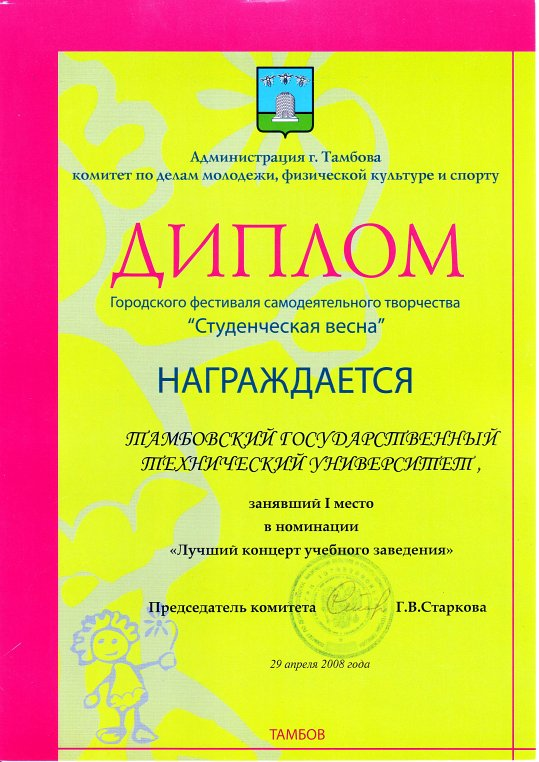 Администрация г. Тамбова
комитет по делам молодежи, физической культуре и спорту
ДИПЛОМ
Городского фестиваля самодеятельного творчества
“Студенческая весна”
НАГРАЖДАЕТСЯ
ТАМБОВСКИЙ ГОСУДАРСТВЕННЫЙ
ТЕХНИЧЕСКИЙ УНИВЕРСИТЕТ ,
занявший I место
в номинации
«Лучший концерт учебного заведения»
Председатель комитета Г.В.Старкова
29 апреля 2008 года
ТАМБОВ